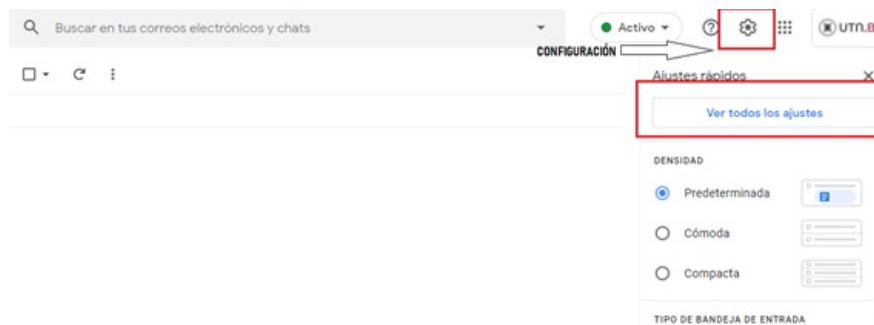 Buscar en tus correos electrónicos y chats
Activo
UTN.B
CONFIGURACIÓN
Ajustes rápidos
Ver todos los ajustes
DENSIDAD
Predeterminada
Cómoda
Compacta
TIPO DE BANDEJA DE ENTRADA